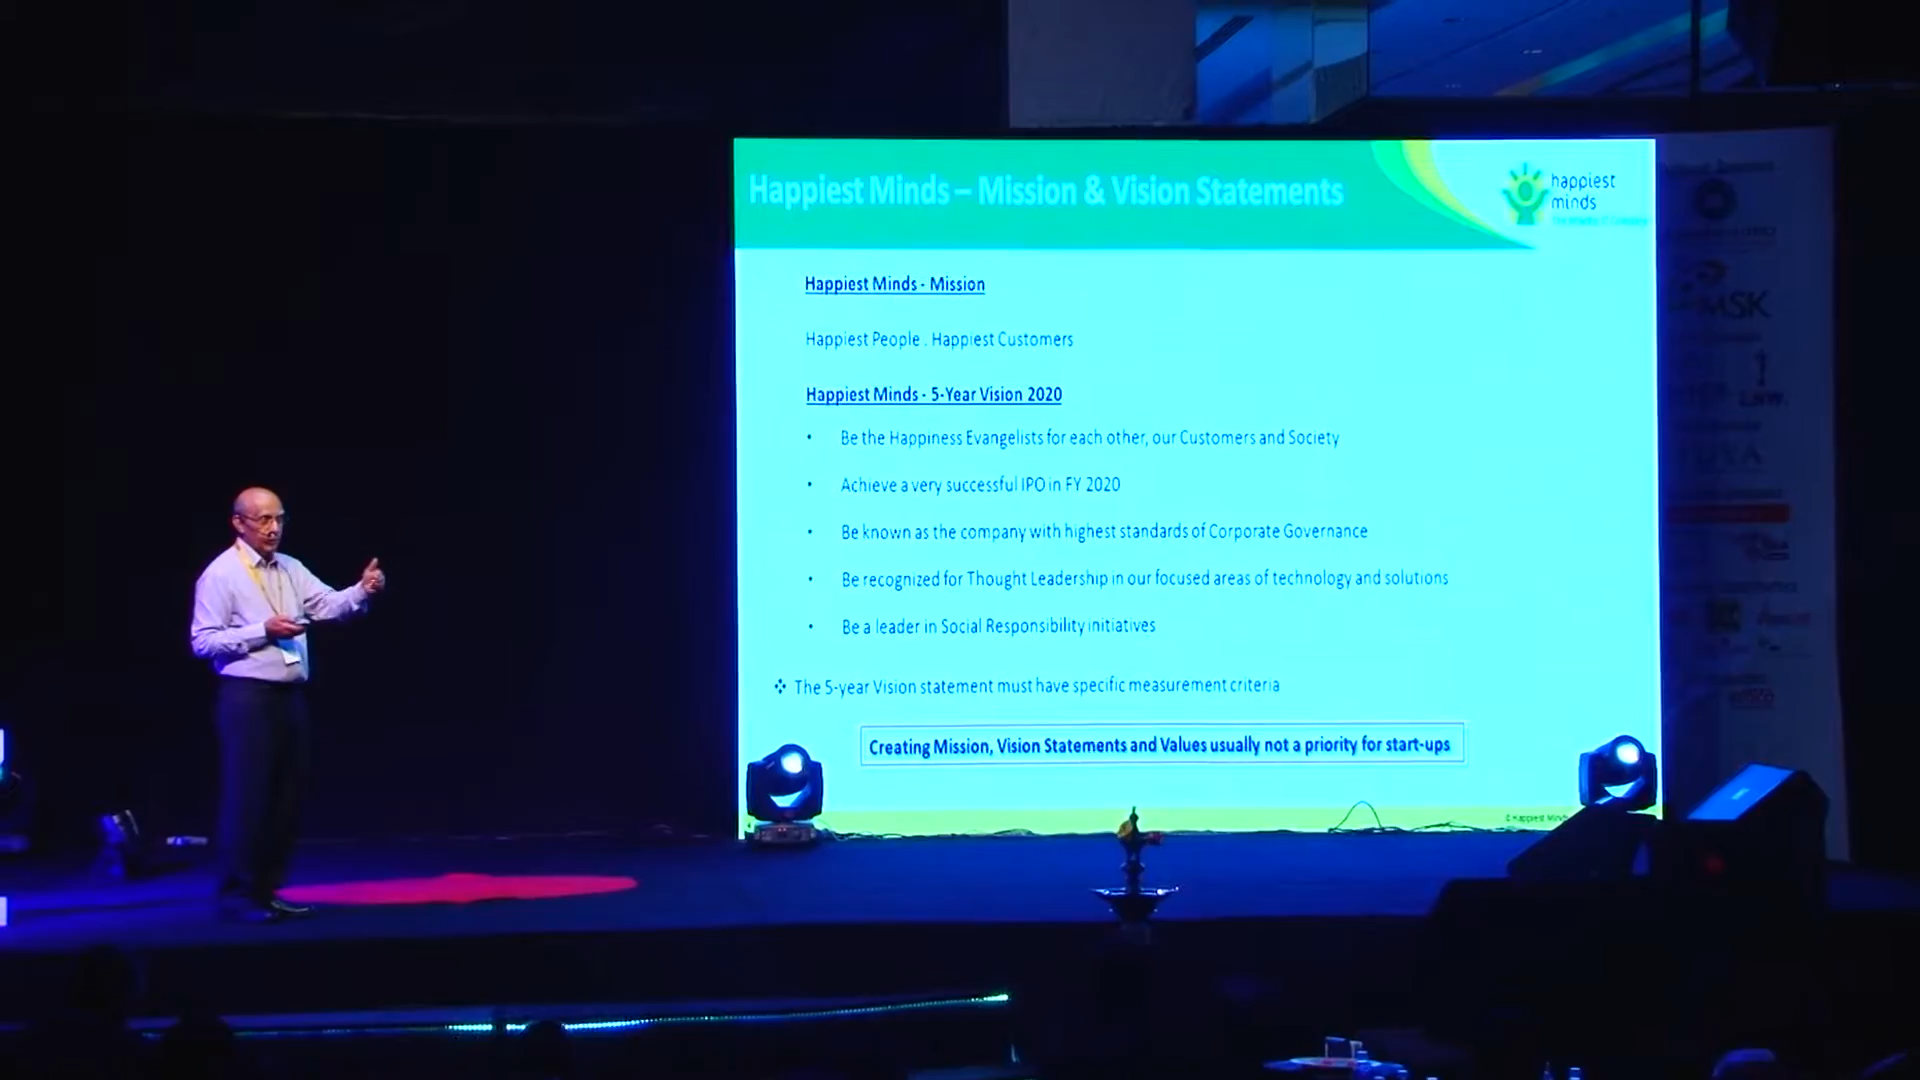 Happiest Minds – Mission & Vision Statements
happiest
minds
Happiest Minds - Mission
Happiest People . Happiest Customers
Happiest Minds - 5-Year Vision 2020
• Be the Happiness Evangelists for each other, our Customers and Society
• Achieve a very successful IPO in FY 2020
• Be known as the company with highest standards of Corporate Governance
• Be recognized for Thought Leadership in our focused areas of technology and solutions
• Be a leader in Social Responsibility initiatives
❖ The 5-year Vision statement must have specific measurement criteria
Creating Mission, Vision Statements and Values usually not a priority for start-ups
© Happiest Minds
MSK